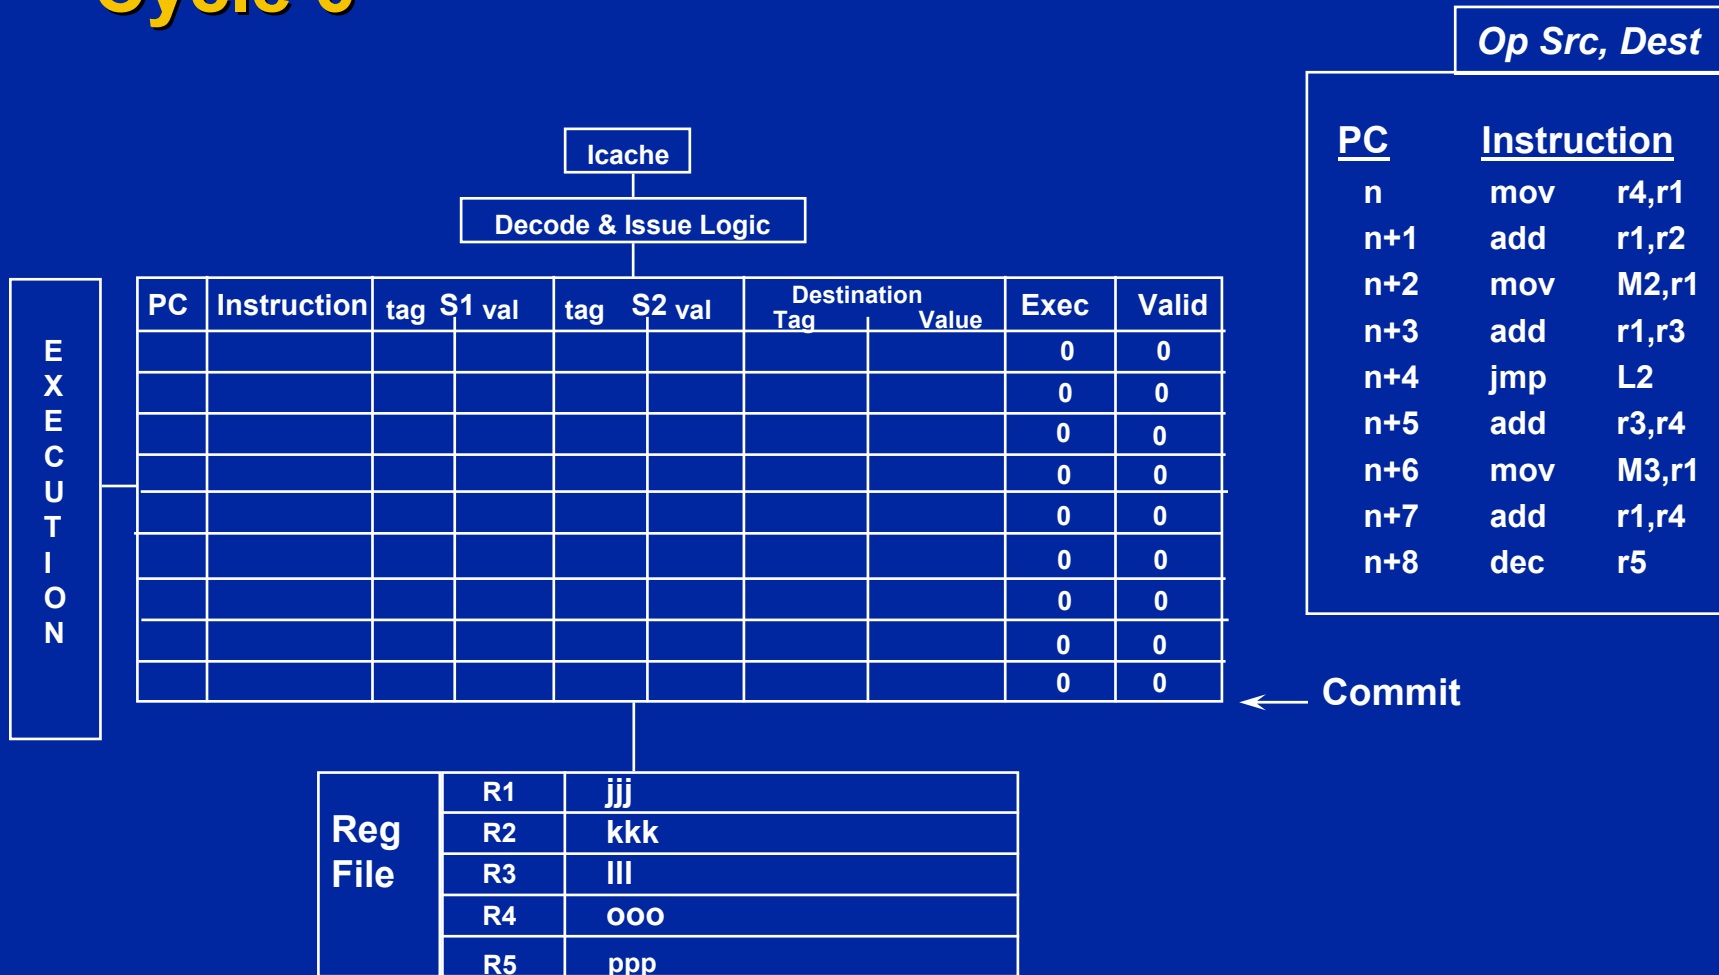 Cycle 0
Op Src, Dest
PC Instruction
n mov r4,r1
n+1 add r1,r2
n+2 mov M2,r1
n+3 add r1,r3
n+4 jmp L2
n+5 add r3,r4
n+6 mov M3,r1
n+7 add r1,r4
n+8 dec r5
Icache
Decode & Issue Logic
EXECUTION
PC Instruction tag S1 val tag S2 val Destination Tag Value Exec Valid
0 0
0 0
0 0
0 0
0 0
0 0
0 0
0 0
0 0
Commit
Reg File
R1 jjj
R2 kkk
R3 lll
R4 ooo
R5 ppp